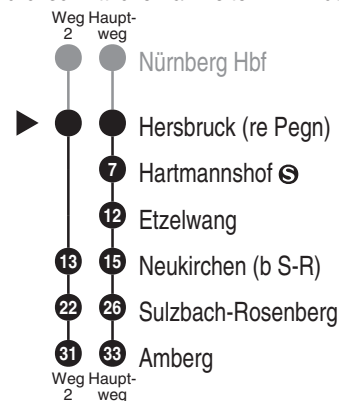 Weg Haupt-
2 weg
Nürnberg Hbf
Hersbruck (re Pegn)
7 Hartmannshof S
12 Etzelwang
13 15 Neukirchen (b S-R)
22 26 Sulzbach-Rosenberg
31 33 Amberg
Weg Haupt-
2 weg